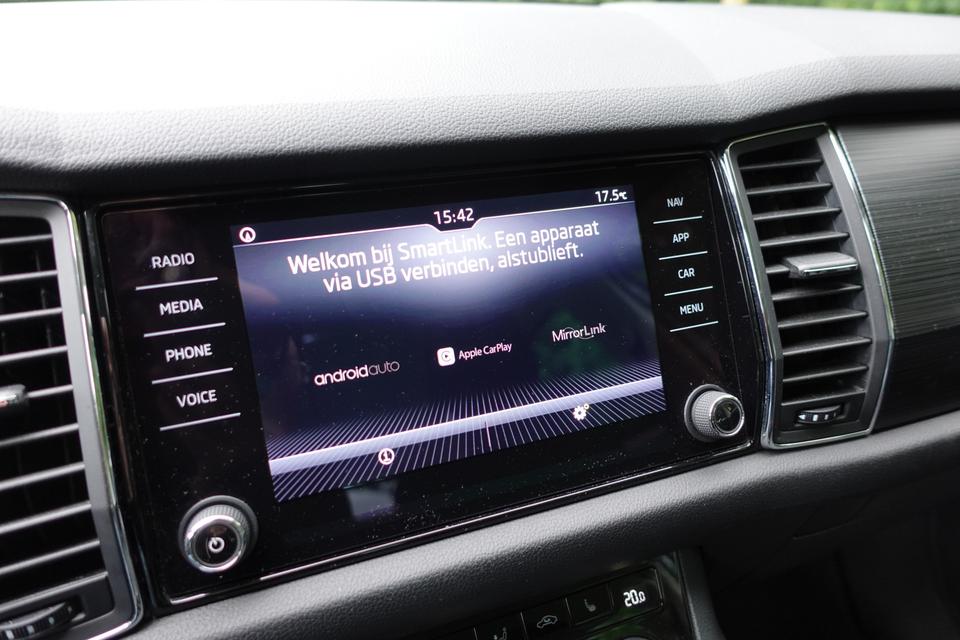 15:42
17.5°C
Welkom bij SmartLink. Een apparaat
via USB verbinden, alstublieft.
androidauto
Apple CarPlay
MirrorLink
RADIO
MEDIA
PHONE
VOICE
NAV
APP
CAR
MENU
20.0